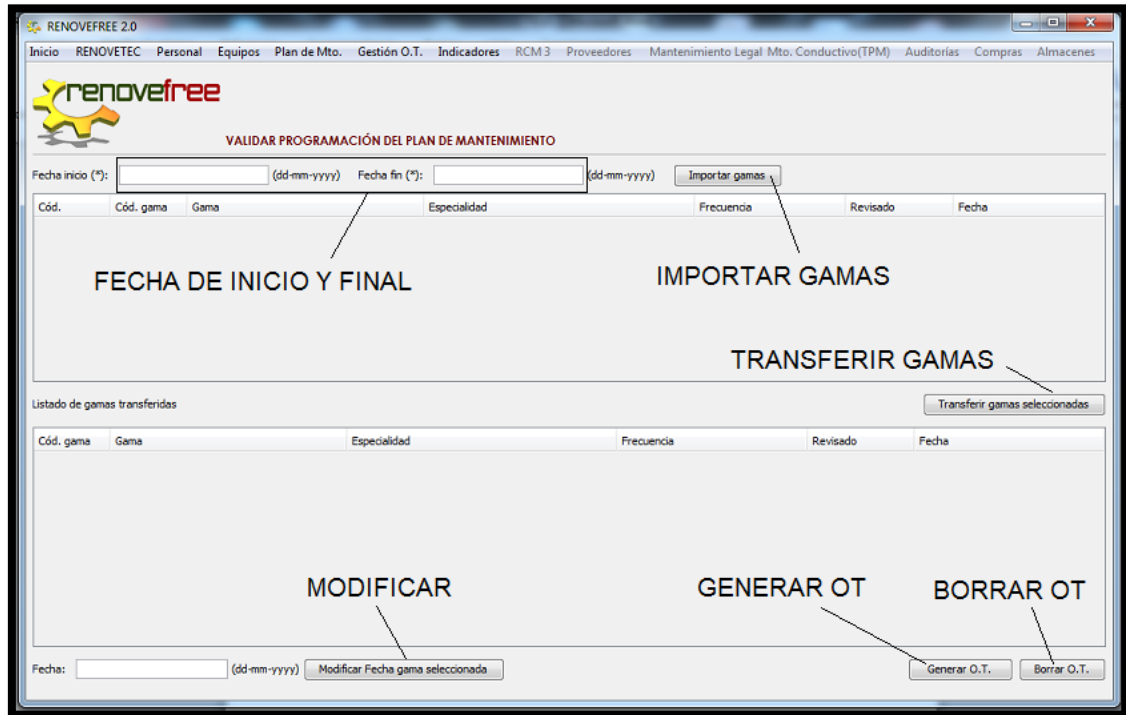 RENOVEFREE 2.0
Inicio RENOVETEC Personal Equipos Plan de Mto. Gestión O.T. Indicadores RCM 3 Proveedores Mantenimiento Legal Mto. Conductivo(TPM) Auditorías Compras Almacenes
renovefree
VALIDAR PROGRAMACIÓN DEL PLAN DE MANTENIMIENTO
Fecha inicio (*): (dd-mm-yyyy) Fecha fin (*): (dd-mm-yyyy) Importar gamas
Cód. Cód. gama Gama Especialidad Frecuencia Revisado Fecha
FECHA DE INICIO Y FINAL IMPORTAR GAMAS
TRANSFERIR GAMAS
Listado de gamas transferidas Transferir gamas seleccionadas
Cód. gama Gama Especialidad Frecuencia Revisado Fecha
MODIFICAR GENERAR OT BORRAR OT
Fecha: (dd-mm-yyyy) Modificar Fecha gama seleccionada Generar O.T. Borrar O.T.